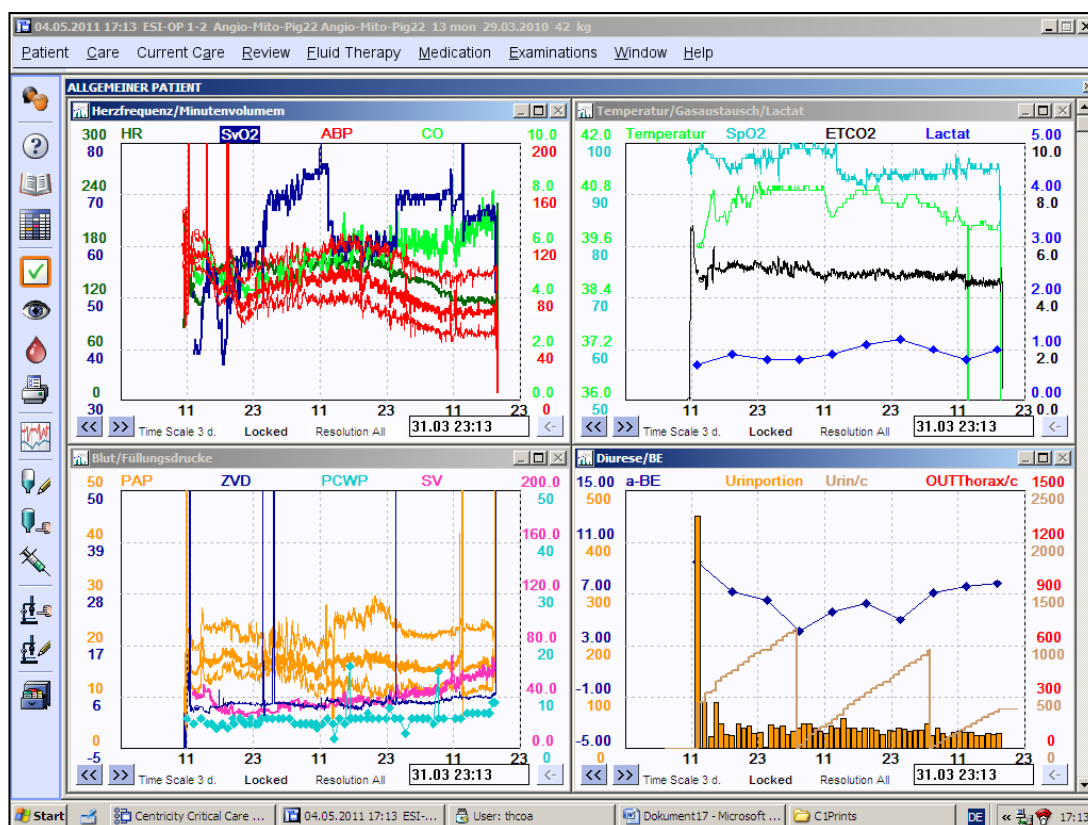 04.05.2011 17:13 ESI-OP 1-2 Angio-Mito-Pig22 Angio-Mito-Pig22 13 mon 29.03.2010 42 kg
Patient Care Current Care Review Fluid Therapy Medication Examinations Window Help
ALLGEMEINER PATIENT
Herzfrequenz/Minutenvolumem
300 HR SvO2 ABP CO 10.0
80 200
240 8.0
70 160
180 6.0
60 120
120 4.0
50 80
60 2.0
40 40
0 0.0
30 0
11 23 11 23 11 23
<< >> Time Scale 3 d. Locked Resolution All 31.03 23:13 <-
Temperatur/Gasaustausch/Lactat
42.0 Temperatur SpO2 ETCO2 Lactat 5.00
100 10.0
40.8 4.00
90 8.0
39.6 3.00
80 6.0
38.4 2.00
70 4.0
37.2 1.00
60 2.0
36.0 0.00
50 0.0
11 23 11 23 11 23
<< >> Time Scale 3 d. Locked Resolution All 31.03 23:13 <-
Blut/Füllungsdrucke
50 PAP ZVD PCWP SV 200.0
50 50
40 160.0
39 40
30 120.0
28 30
20 80.0
17 20
10 40.0
6 10
0 0.0
-5 0
11 23 11 23 11 23
<< >> Time Scale 3 d. Locked Resolution All 31.03 23:13 <-
Diurese/BE
15.00 a-BE Urinportion Urin/c OUTThorax/c 1500
500 2500
11.00 1200
400 2000
7.00 900
300 1500
3.00 600
200 1000
-1.00 300
100 500
-5.00 0
0 0
11 23 11 23 11 23
<< >> Time Scale 3 d. Locked Resolution All 31.03 23:13 <-
Start Centricity Critical Care ... 04.05.2011 17:13 ESI-... User: thcoa Dokument17 - Microsoft ... C1Prints DE « 17:13